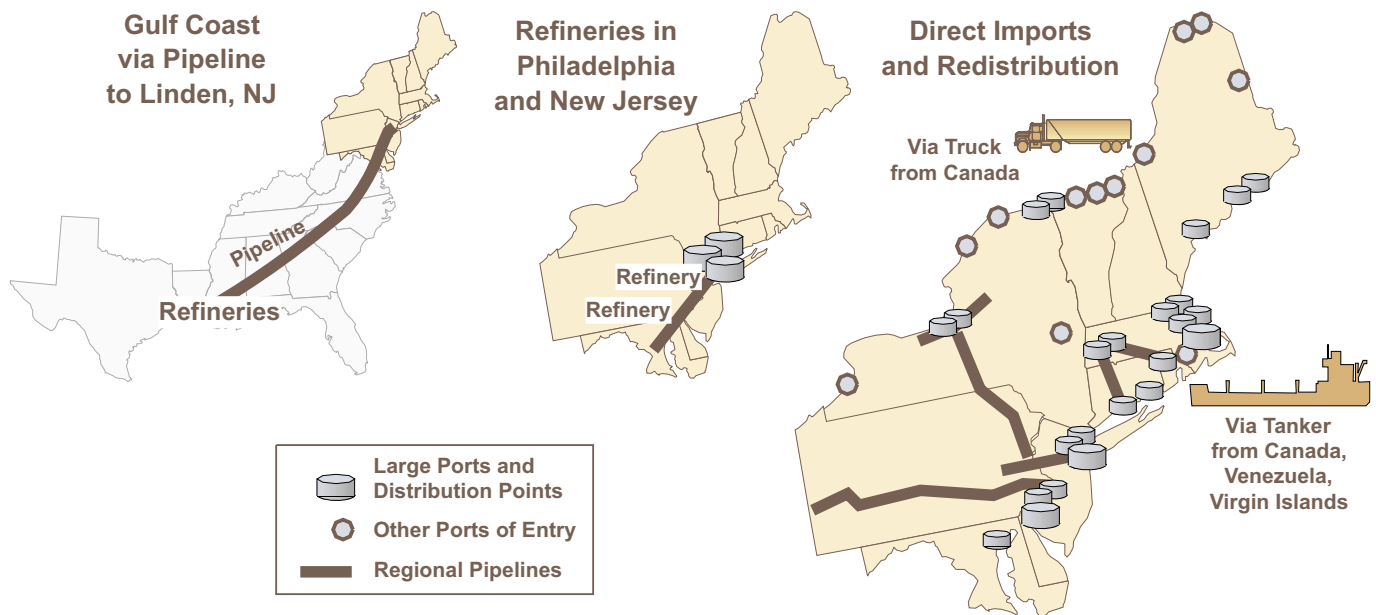 Gulf Coast
via Pipeline
to Linden, NJ
Pipeline
Refineries
Refineries in
Philadelphia
and New Jersey
Refinery
Refinery
Direct Imports
and Redistribution
Via Truck
from Canada
Via Tanker
from Canada,
Venezuela,
Virgin Islands
Large Ports and
Distribution Points
Other Ports of Entry
Regional Pipelines